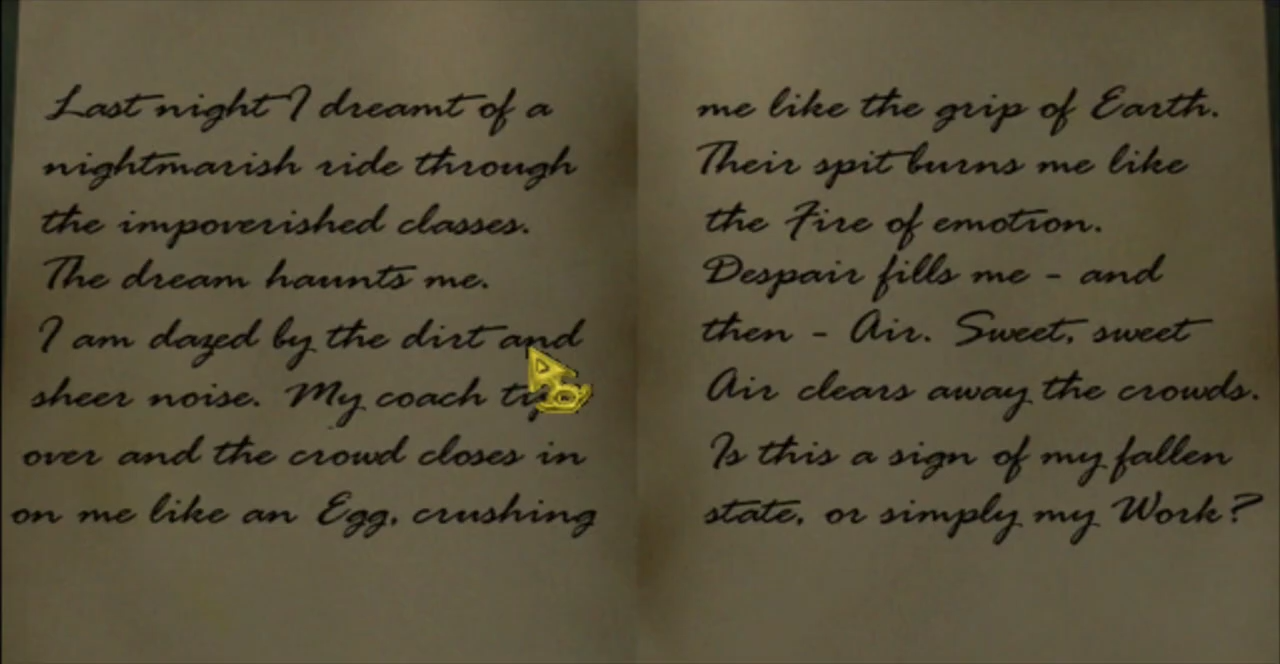 Last night I dreamt of a
nightmarish ride through
the impoverished classes.
The dream haunts me.
I am dazed by the dirt and
sheer noise. My coach
over and the crowd closes in
on me like an Egg, crushing
me like the grip of Earth.
Their spit burns me like
the Fire of emotion.
Despair fills me - and
then - Air. Sweet, sweet
Air clears away the crowds.
Is this a sign of my fallen
state, or simply my Work?